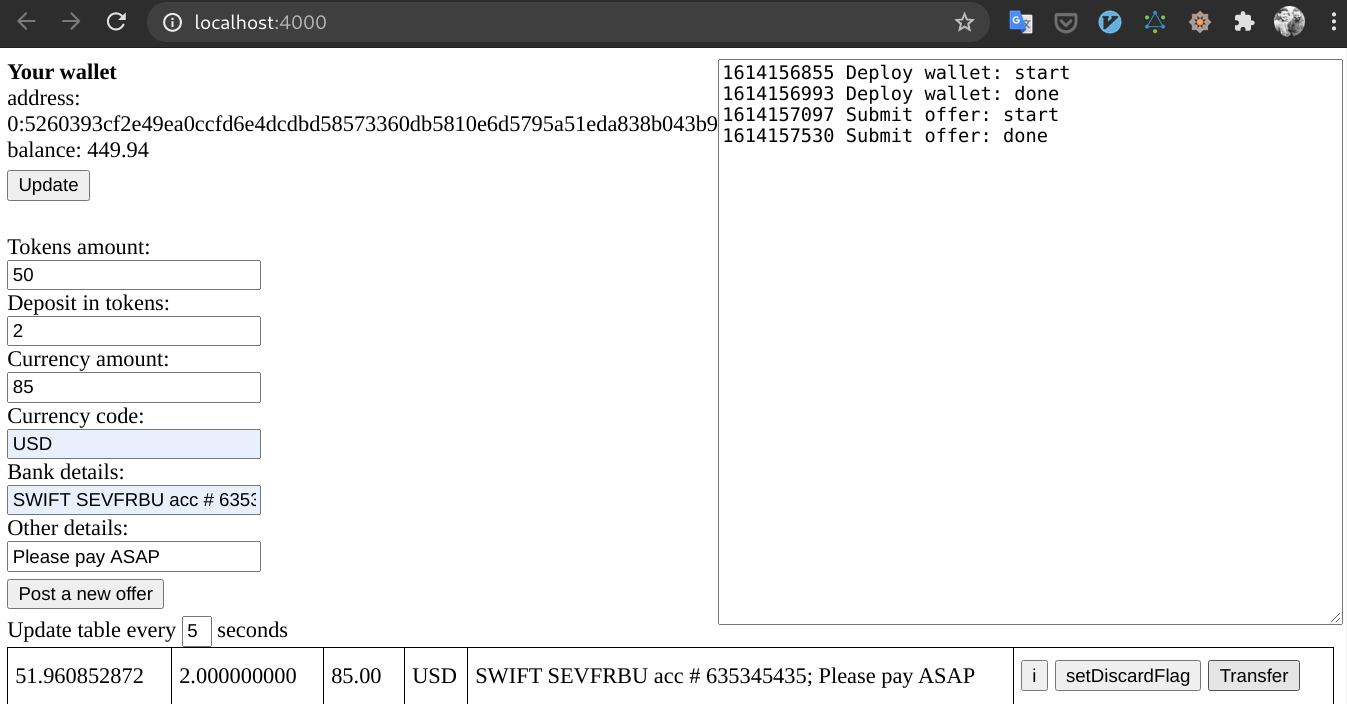 localhost:4000
Your wallet
address:
0:5260393cf2e49ea0ccfd6e4dcdbd58573360db5810e6d5795a51eda838b043b9
balance: 449.94
Update
Tokens amount:
50
Deposit in tokens:
2
Currency amount:
85
Currency code:
USD
Bank details:
SWIFT SEVFRBU acc # 6353
Other details:
Please pay ASAP
Post a new offer
1614156855 Deploy wallet: start
1614156993 Deploy wallet: done
1614157097 Submit offer: start
1614157530 Submit offer: done
Update table every 5 seconds
51.960852872 2.000000000 85.00 USD SWIFT SEVFRBU acc # 635345435; Please pay ASAP i setDiscardFlag Transfer